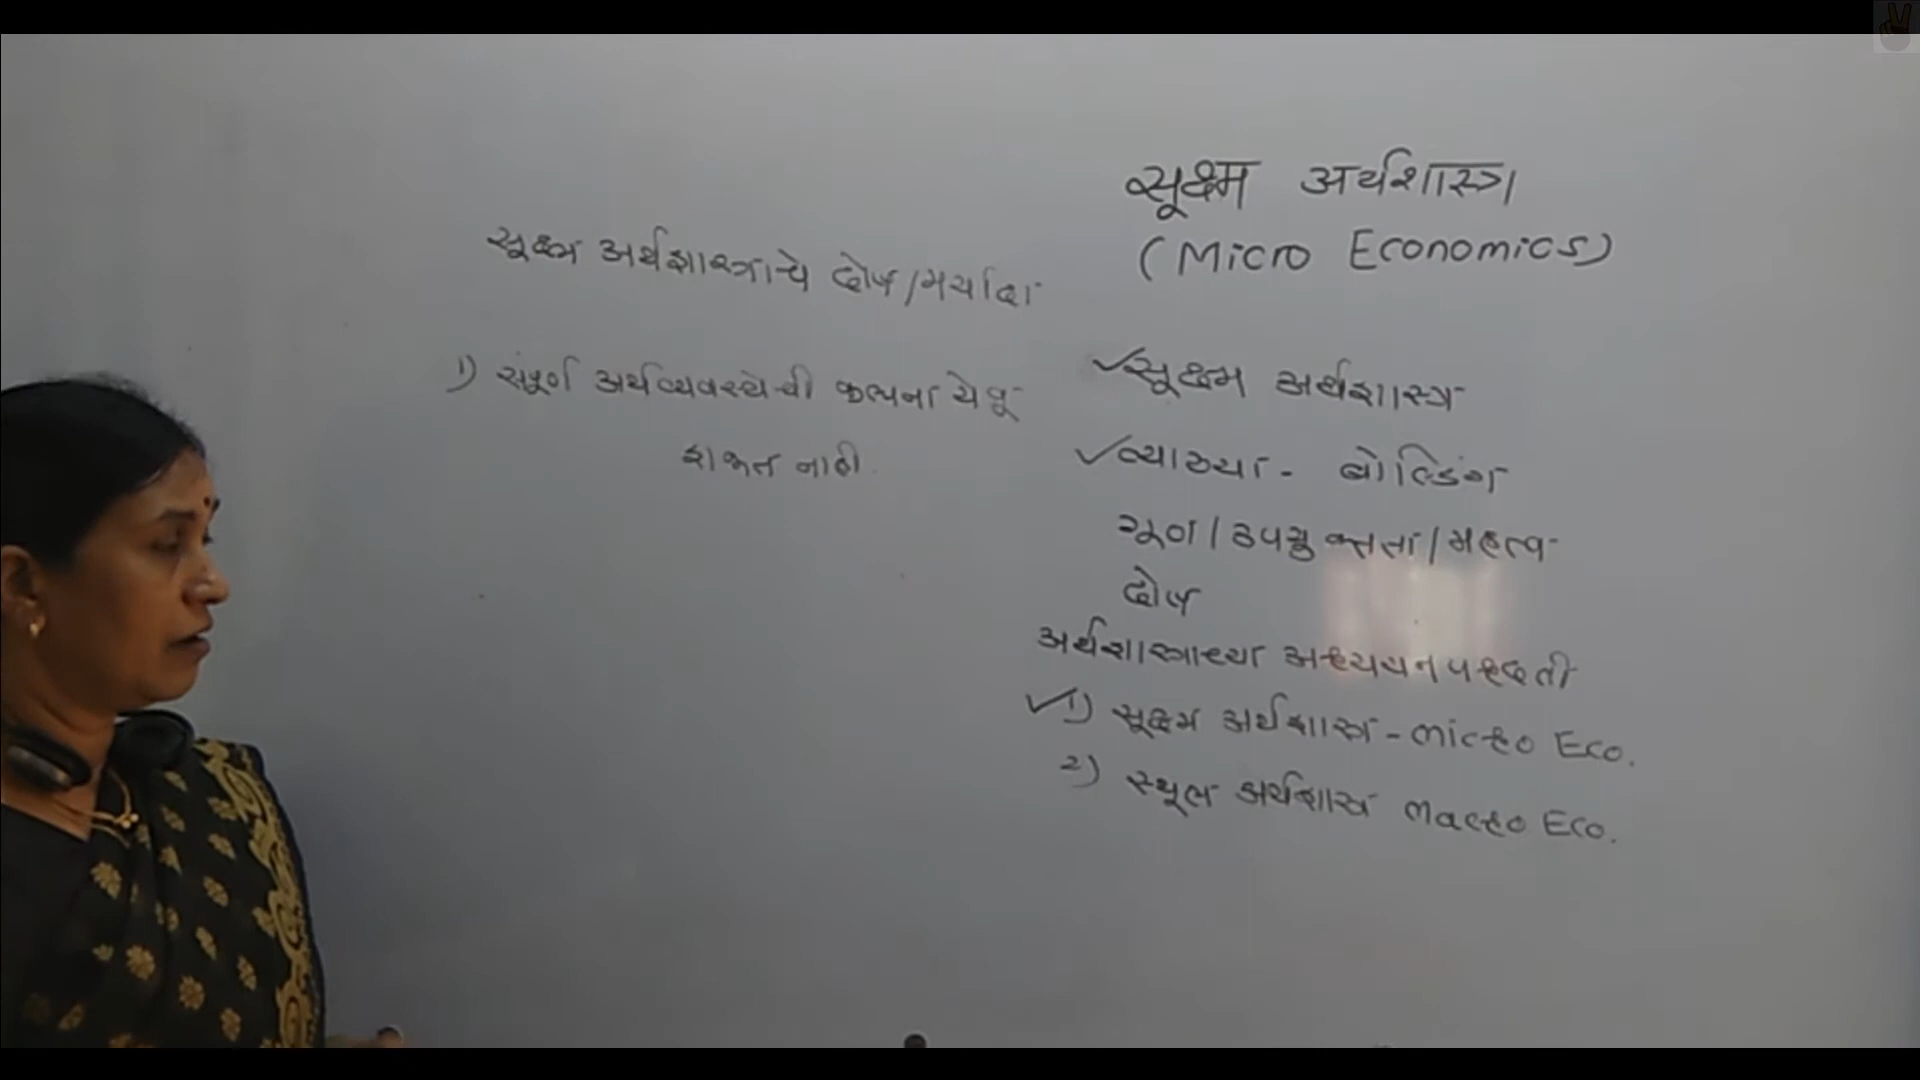 सूक्ष्म अर्थशास्त्र
(Micro Economics)
सूक्ष्म अर्थशास्त्राचे दोष/मर्यादा
1) संपूर्ण अर्थव्यवस्थेची कल्पना येवू
शकत नाही.
✓सूक्ष्म अर्थशास्त्र
✓व्याख्या - बोल्डिंग
गूण/उपयुक्तता/महत्व
दोष
अर्थशास्त्राच्या अध्ययन पध्दती
✓1) सूक्ष्म अर्थशास्त्र - Micro Eco.
2) स्थूल अर्थशास्त्र Macro Eco.